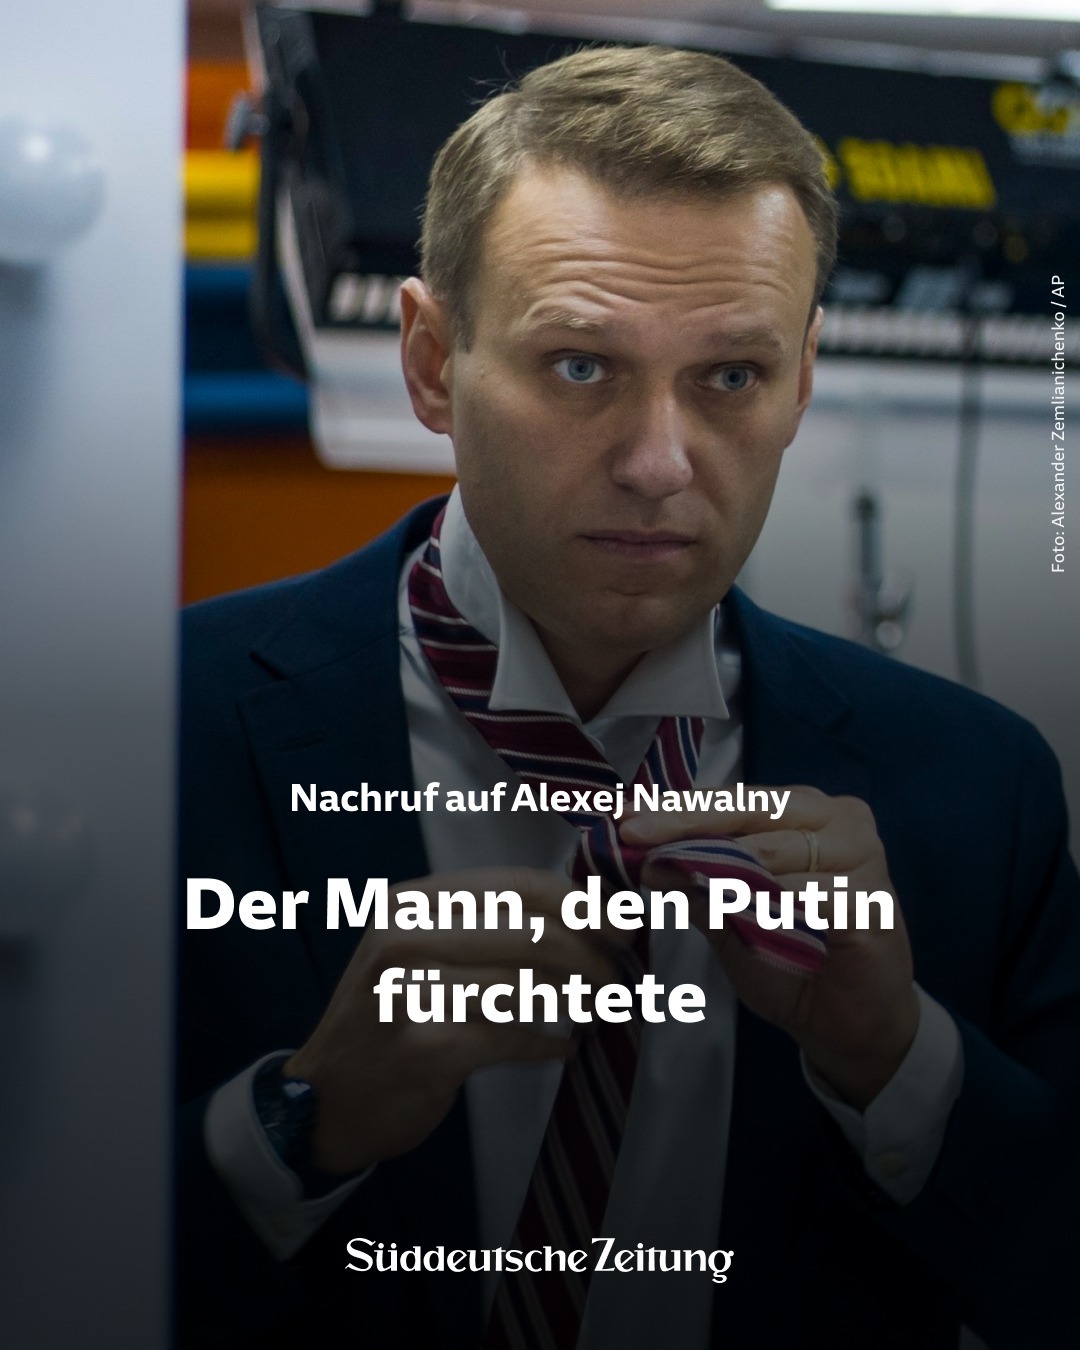 Foto: Alexander Zemlianichenko / AP
Nachruf auf Alexej Nawalny
Der Mann, den Putin
fürchtete
Süddeutsche Zeitung